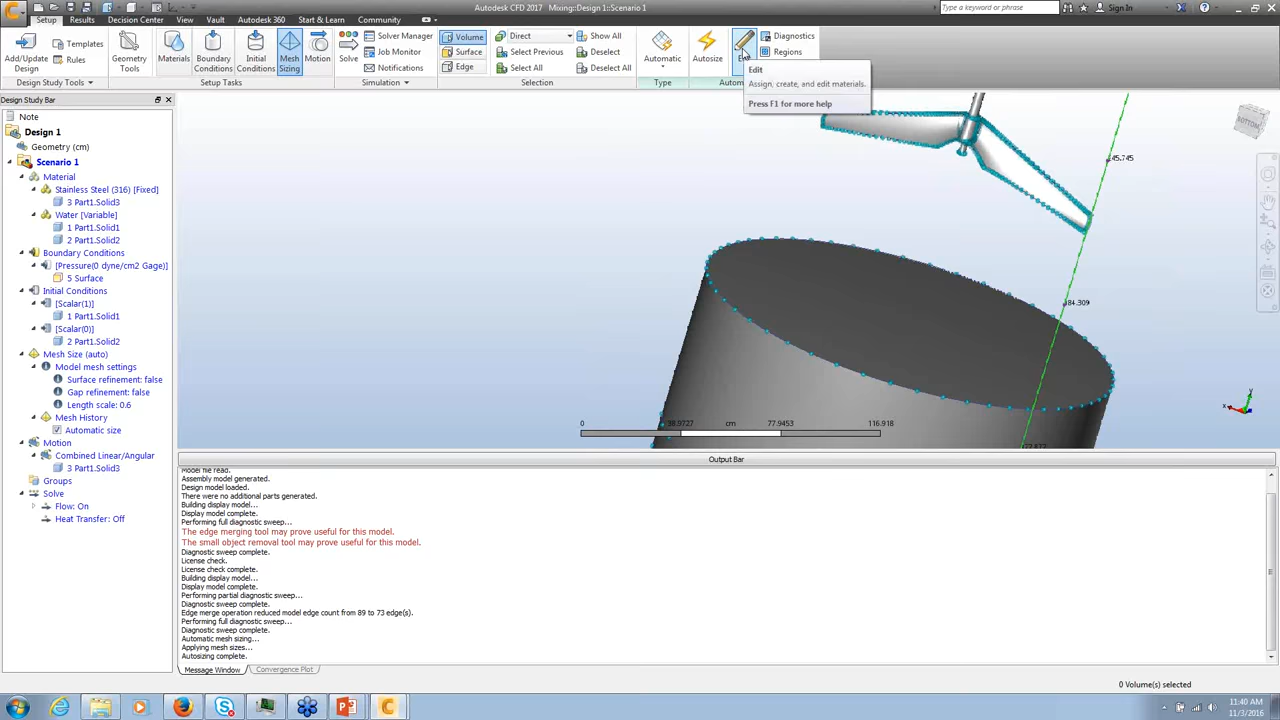 Autodesk CFD 2017 Mixing::Design 1::Scenario 1
Type a keyword or phrase
Sign In
Setup Results Decision Center View Vault Autodesk 360 Start & Learn Community
Add/Update Design
Templates
Rules
Design Study Tools
Geometry Tools
Materials
Boundary Conditions
Initial Conditions
Mesh Sizing
Motion
Setup Tasks
Solve
Solver Manager
Job Monitor
Notifications
Simulation
Volume
Surface
Edge
Direct
Select Previous
Select All
Show All
Deselect
Deselect All
Selection
Automatic
Type
Autosize
Diagnostics
Regions
Edit
Assign, create, and edit materials.
Press F1 for more help
Design Study Bar
Note
Design 1
Geometry (cm)
Scenario 1
Material
Stainless Steel (316) [Fixed]
3 Part1.Solid3
Water [Variable]
1 Part1.Solid1
2 Part1.Solid2
Boundary Conditions
[Pressure(0 dyne/cm2 Gage)]
5 Surface
Initial Conditions
[Scalar(1)]
1 Part1.Solid1
[Scalar(0)]
2 Part1.Solid2
Mesh Size (auto)
Model mesh settings
Surface refinement: false
Gap refinement: false
Length scale: 0.6
Mesh History
Automatic size
Motion
Combined Linear/Angular
3 Part1.Solid3
Groups
Solve
Flow: On
Heat Transfer: Off
BOTTOM
45.745
84.309
0 38.9727 cm 77.9453 116.918
Y
X
Output Bar
Model file read.
Assembly model generated.
Design model loaded.
There were no additional parts generated.
Building display model...
Display model complete.
Performing full diagnostic sweep...
The edge merging tool may prove useful for this model.
The small object removal tool may prove useful for this model.
Diagnostic sweep complete.
License check.
License check complete.
Building display model...
Display model complete.
Performing partial diagnostic sweep...
Diagnostic sweep complete.
Edge merge operation reduced model edge count from 89 to 73 edge(s).
Performing full diagnostic sweep...
Diagnostic sweep complete.
Automatic mesh sizing...
Applying mesh sizes...
Autosizing complete.
Message Window
Convergence Plot
0 Volume(s) selected
11:40 AM
11/3/2016